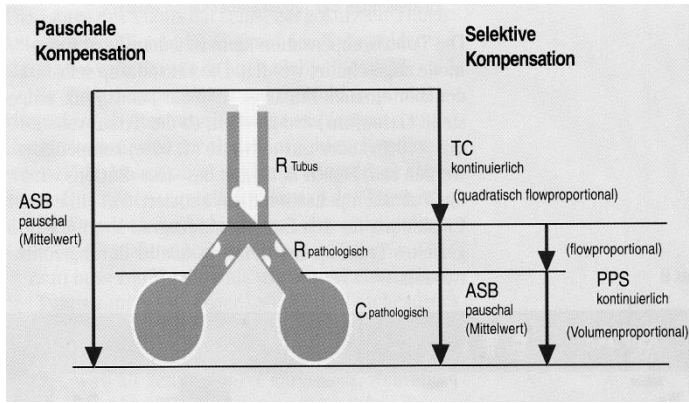 Pauschale
Kompensation
Selektive
Kompensation
R Tubus
TC
kontinuierlich
(quadratisch flowproportional)
ASB
pauschal
(Mittelwert)
R pathologisch
(flowproportional)
C pathologisch
ASB
pauschal
(Mittelwert)
PPS
kontinuierlich
(Volumenproportional)